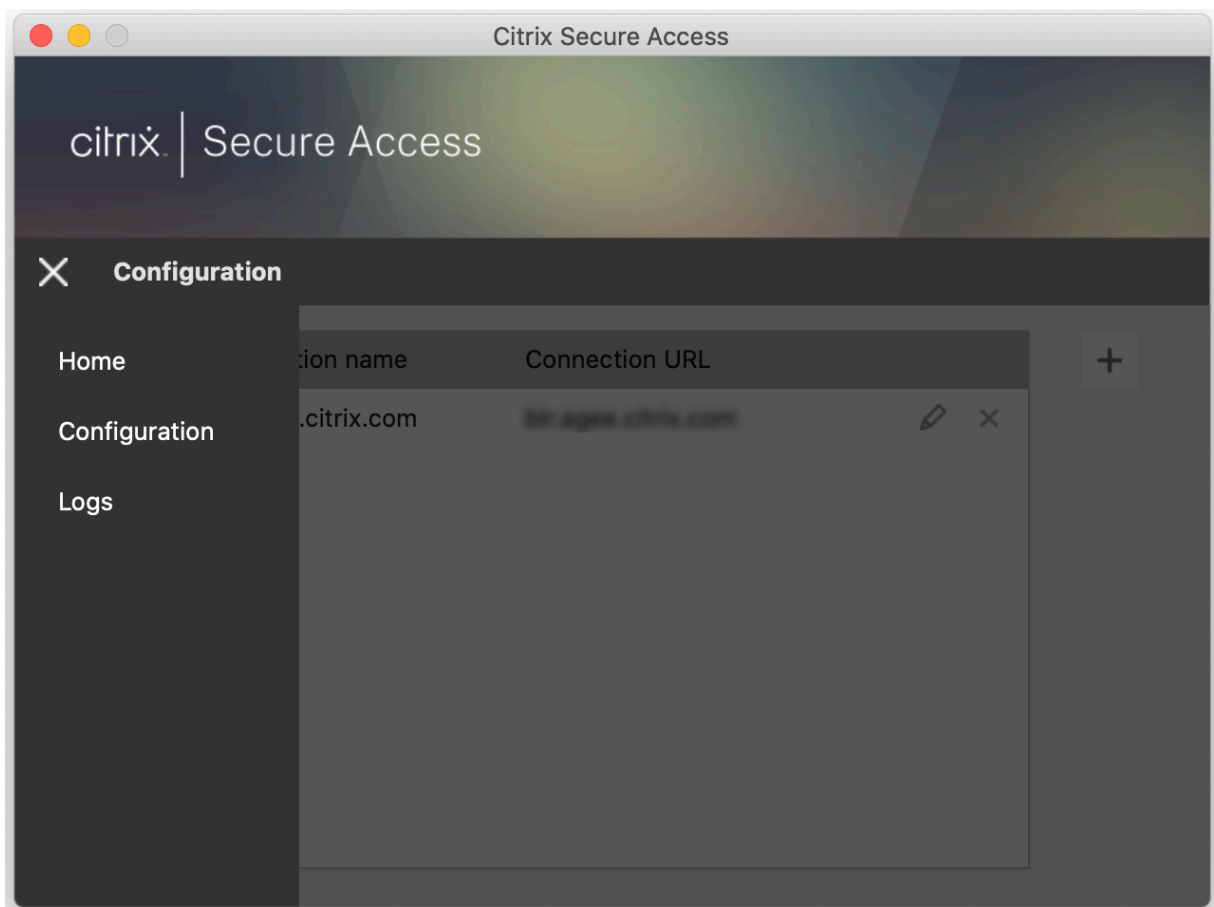 Citrix Secure Access
citrix. | Secure Access
Configuration
Home
tion name
Connection URL
Configuration
.citrix.com
Logs